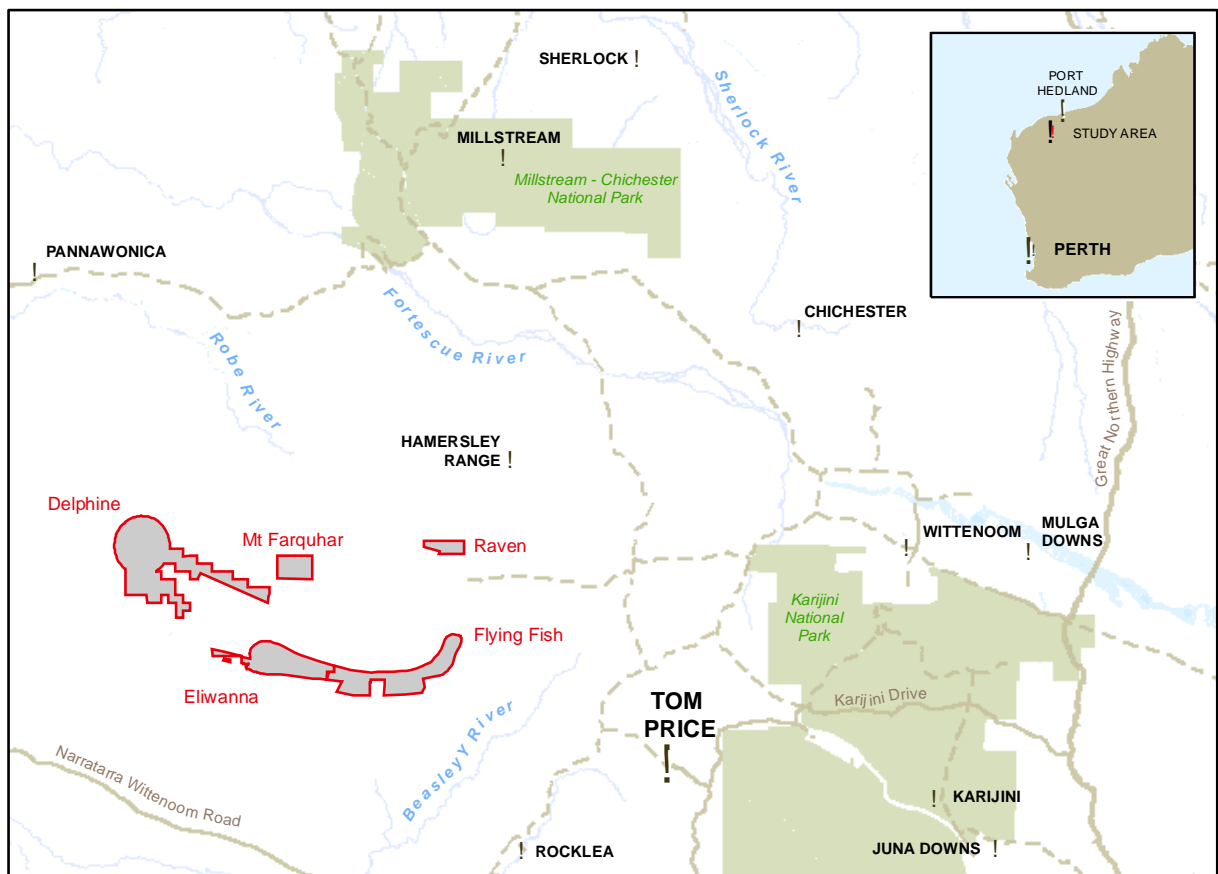 SHERLOCK
Sherlock River
PORT
HEDLAND
STUDY AREA
PERTH
MILLSTREAM
Millstream - Chichester
National Park
PANNAWONICA
CHICHESTER
Fortescue River
Robe River
Great Northern Highway
HAMERSLEY
RANGE
Delphine
Mt Farquhar
Raven
WITTENOOM
MULGA
DOWNS
Karijini
National
Park
Flying Fish
Eliwanna
TOM
PRICE
Karijini Drive
BeasleyY River
Narratarra Wittenoom Road
KARIJINI
ROCKLEA
JUNA DOWNS